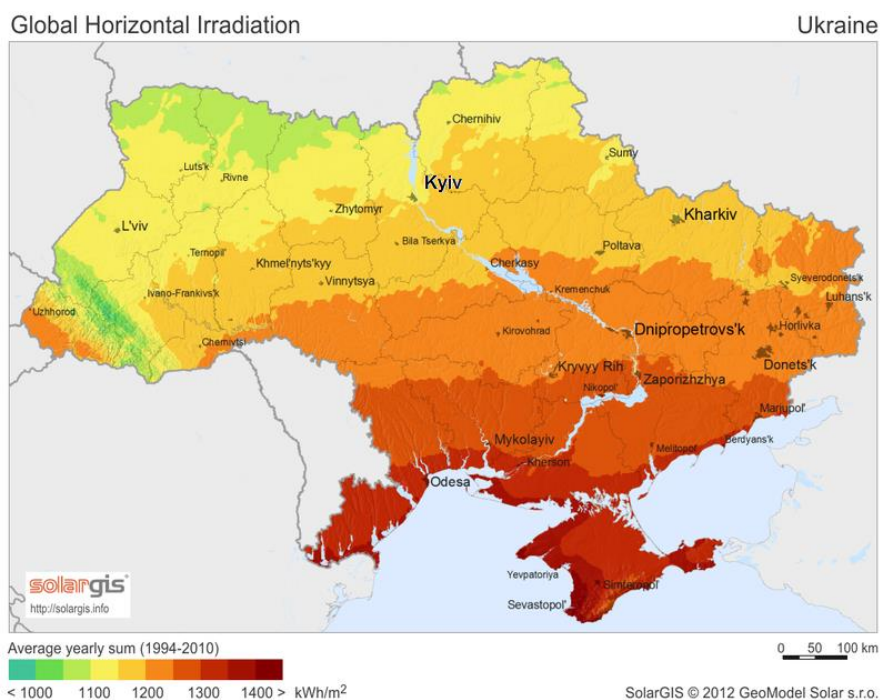 Global Horizontal Irradiation
Ukraine
Chernihiv
Sumy
Luts'k
Rivne
Kyiv
Zhytomyr
Kharkiv
L'viv
Ternopil'
Bila Tserkva
Poltava
Khmel'nyts'kyy
Cherkasy
Vinnytsya
Syeverodonets'k
Ivano-Frankivs'k
Kremenchuk
Luhans'k
Uzhhorod
Kirovohrad
Dnipropetrovs'k
Horlivka
Chernivtsi
Kryvyy Rih
Donets'k
Nikopol'
Zaporizhzhya
Mariupol'
Mykolayiv
Melitopol'
Berdyans'k
Kherson
Odesa
Yevpatoriya
Simferopol'
Sevastopol'
solargis
http://solargis.info
Average yearly sum (1994-2010)
0 50 100 km
< 1000 1100 1200 1300 1400 > kWh/m2
SolarGIS © 2012 GeoModel Solar s.r.o.